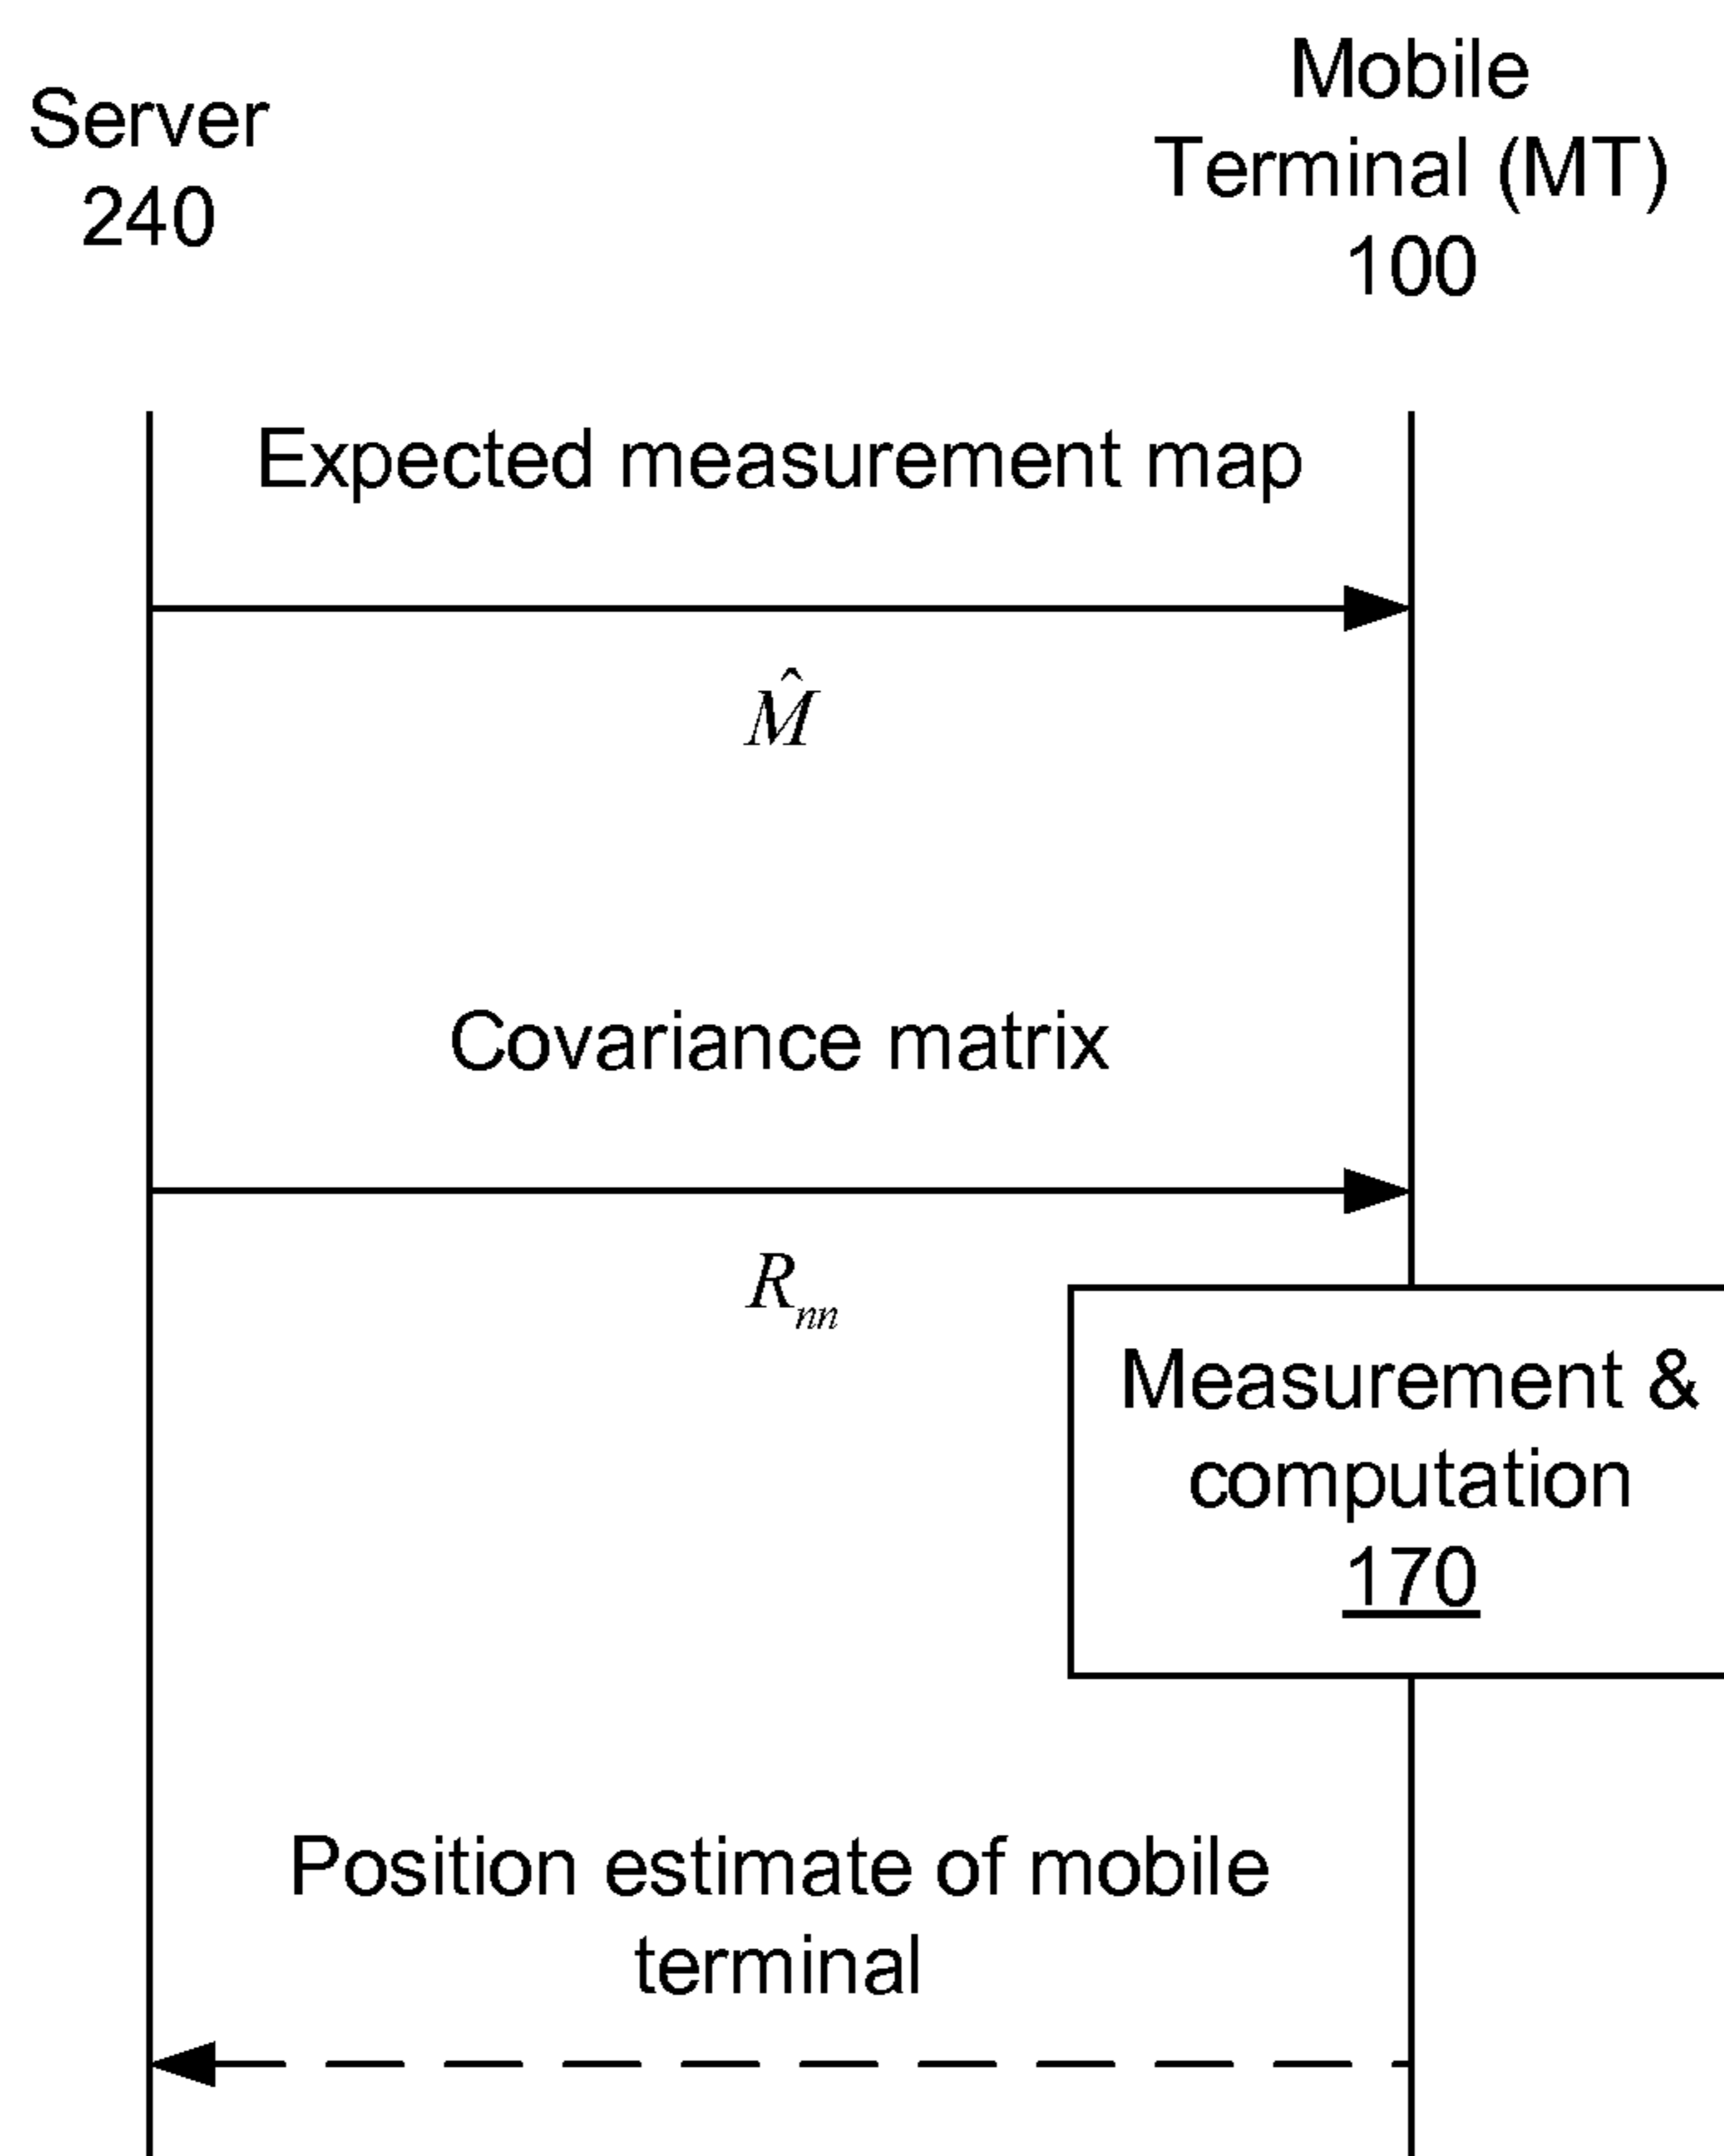 Server
240
Mobile
Terminal (MT)
100
Expected measurement map
M̂
Covariance matrix
Rₙₙ
Measurement &
computation
170
Position estimate of mobile
terminal